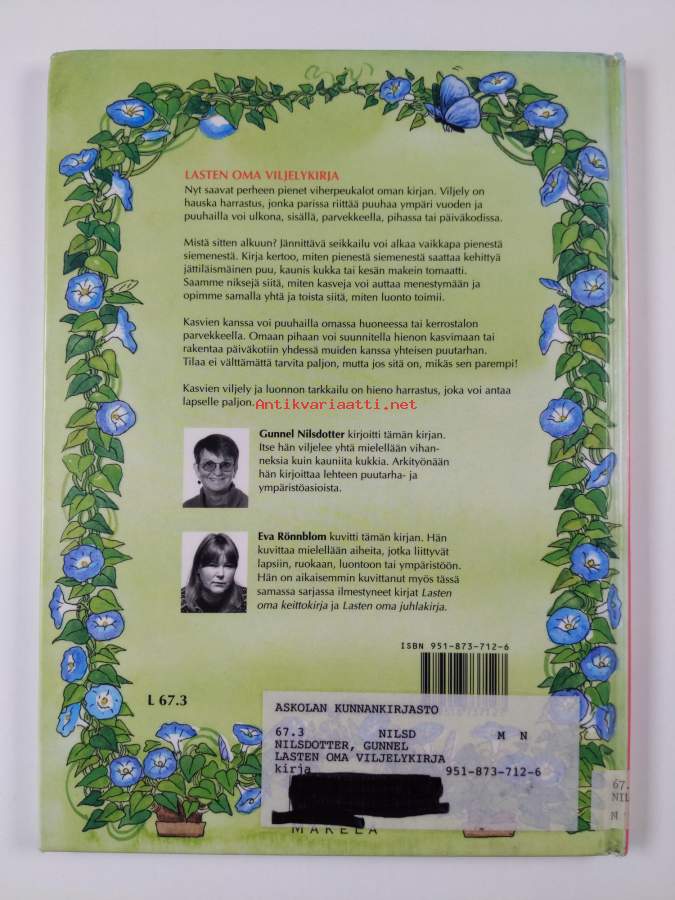 LASTEN OMA VILJELYKIRJA
Nyt saavat perheen pienet viherpeukalot oman kirjan. Viljely on
hauska harrastus, jonka parissa riittää puuhaa ympäri vuoden ja
puuhailla voi ulkona, sisällä, parvekkeella, pihassa tai päiväkodissa.
Mistä sitten alkuun? Jännittävä seikkailu voi alkaa vaikkapa pienestä
siemenestä. Kirja kertoo, miten pienestä siemenestä saattaa kehittyä
jättiläismäinen puu, kaunis kukka tai kesän makein tomaatti.
Saamme niksejä siitä, miten kasveja voi auttaa menestymään ja
opimme samalla yhtä ja toista siitä, miten luonto toimii.
Kasvien kanssa voi puuhailla omassa huoneessa tai kerrostalon
parvekkeella. Omaan pihaan voi suunnitella hienon kasvimaan tai
rakentaa päiväkotiin yhdessä muiden kanssa yhteisen puutarhan.
Tilaa ei välttämättä tarvita paljon, mutta jos sitä on, mikäs sen parempi!
Kasvien viljely ja luonnon tarkkailu on hieno harrastus, joka voi antaa
lapselle paljon.
Antikvariaatti.net
Gunnel Nilsdotter kirjoitti tämän kirjan.
Itse hän viljelee yhtä mielellään vihan-
neksia kuin kauniita kukkia. Arkityönään
hän kirjoittaa lehteen puutarha- ja
ympäristöasioista.
Eva Rönnblom kuvitti tämän kirjan. Hän
kuvittaa mielellään aiheita, jotka liittyvät
lapsiin, ruokaan, luontoon tai ympäristöön.
Hän on aikaisemmin kuvittanut myös tässä
samassa sarjassa ilmestyneet kirjat Lasten
oma keittokirja ja Lasten oma juhlakirja.
ISBN 951-873-712-6
L 67.3
ASKOLAN KUNNANKIRJASTO
67.3 NILSD M N
NILSDOTTER, GUNNEL
LASTEN OMA VILJELYKIRJA
kirja 951-873-712-6
MÄKELÄ
67.
NIL
M